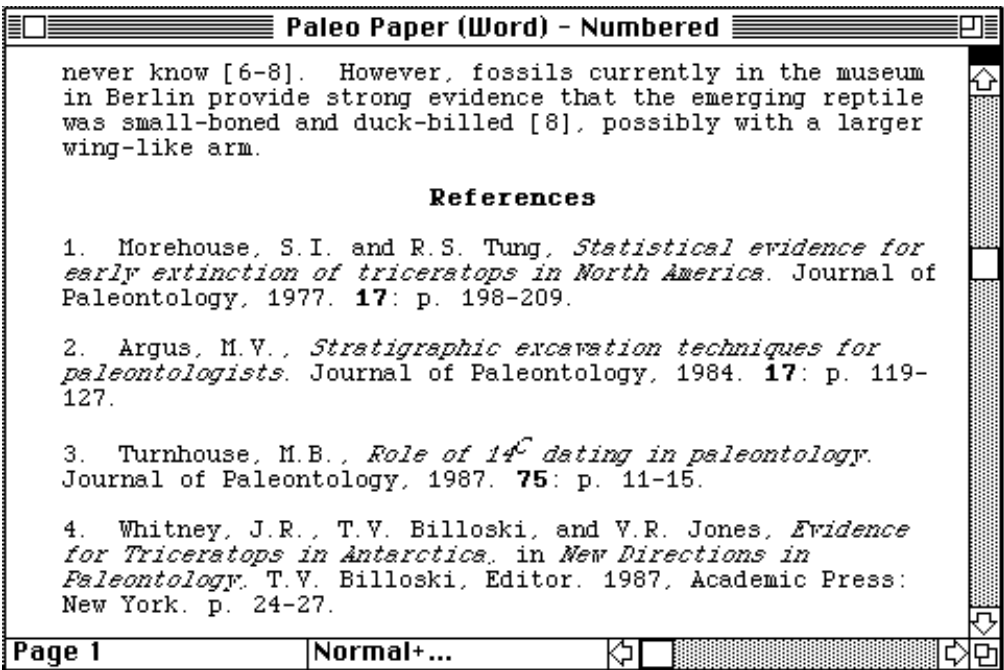 Paleo Paper (Word) - Numbered
never know [6-8].  However, fossils currently in the museum
in Berlin provide strong evidence that the emerging reptile
was small-boned and duck-billed [8], possibly with a larger
wing-like arm.
References
1.  Morehouse, S.I. and R.S. Tung, Statistical evidence for
early extinction of triceratops in North America. Journal of
Paleontology, 1977. 17: p. 198-209.
2.  Argus, M.V., Stratigraphic excavation techniques for
paleontologists. Journal of Paleontology, 1984. 17: p. 119-
127.
3.  Turnhouse, M.B., Role of 14C dating in paleontology.
Journal of Paleontology, 1987. 75: p. 11-15.
4.  Whitney, J.R., T.V. Billoski, and V.R. Jones, Evidence
for Triceratops in Antarctica, in New Directions in
Paleontology, T.V. Billoski, Editor. 1987, Academic Press:
New York. p. 24-27.
Page 1 Normal+...